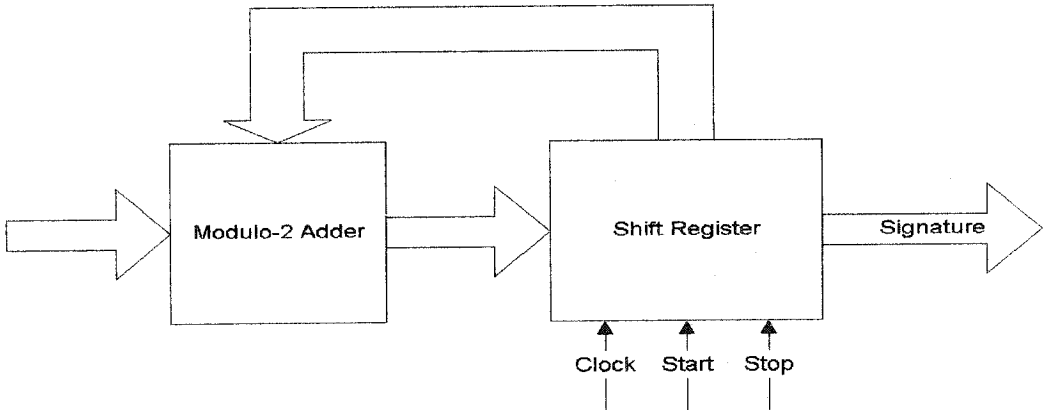 Modulo-2 Adder
Shift Register
Signature
Clock
Start
Stop